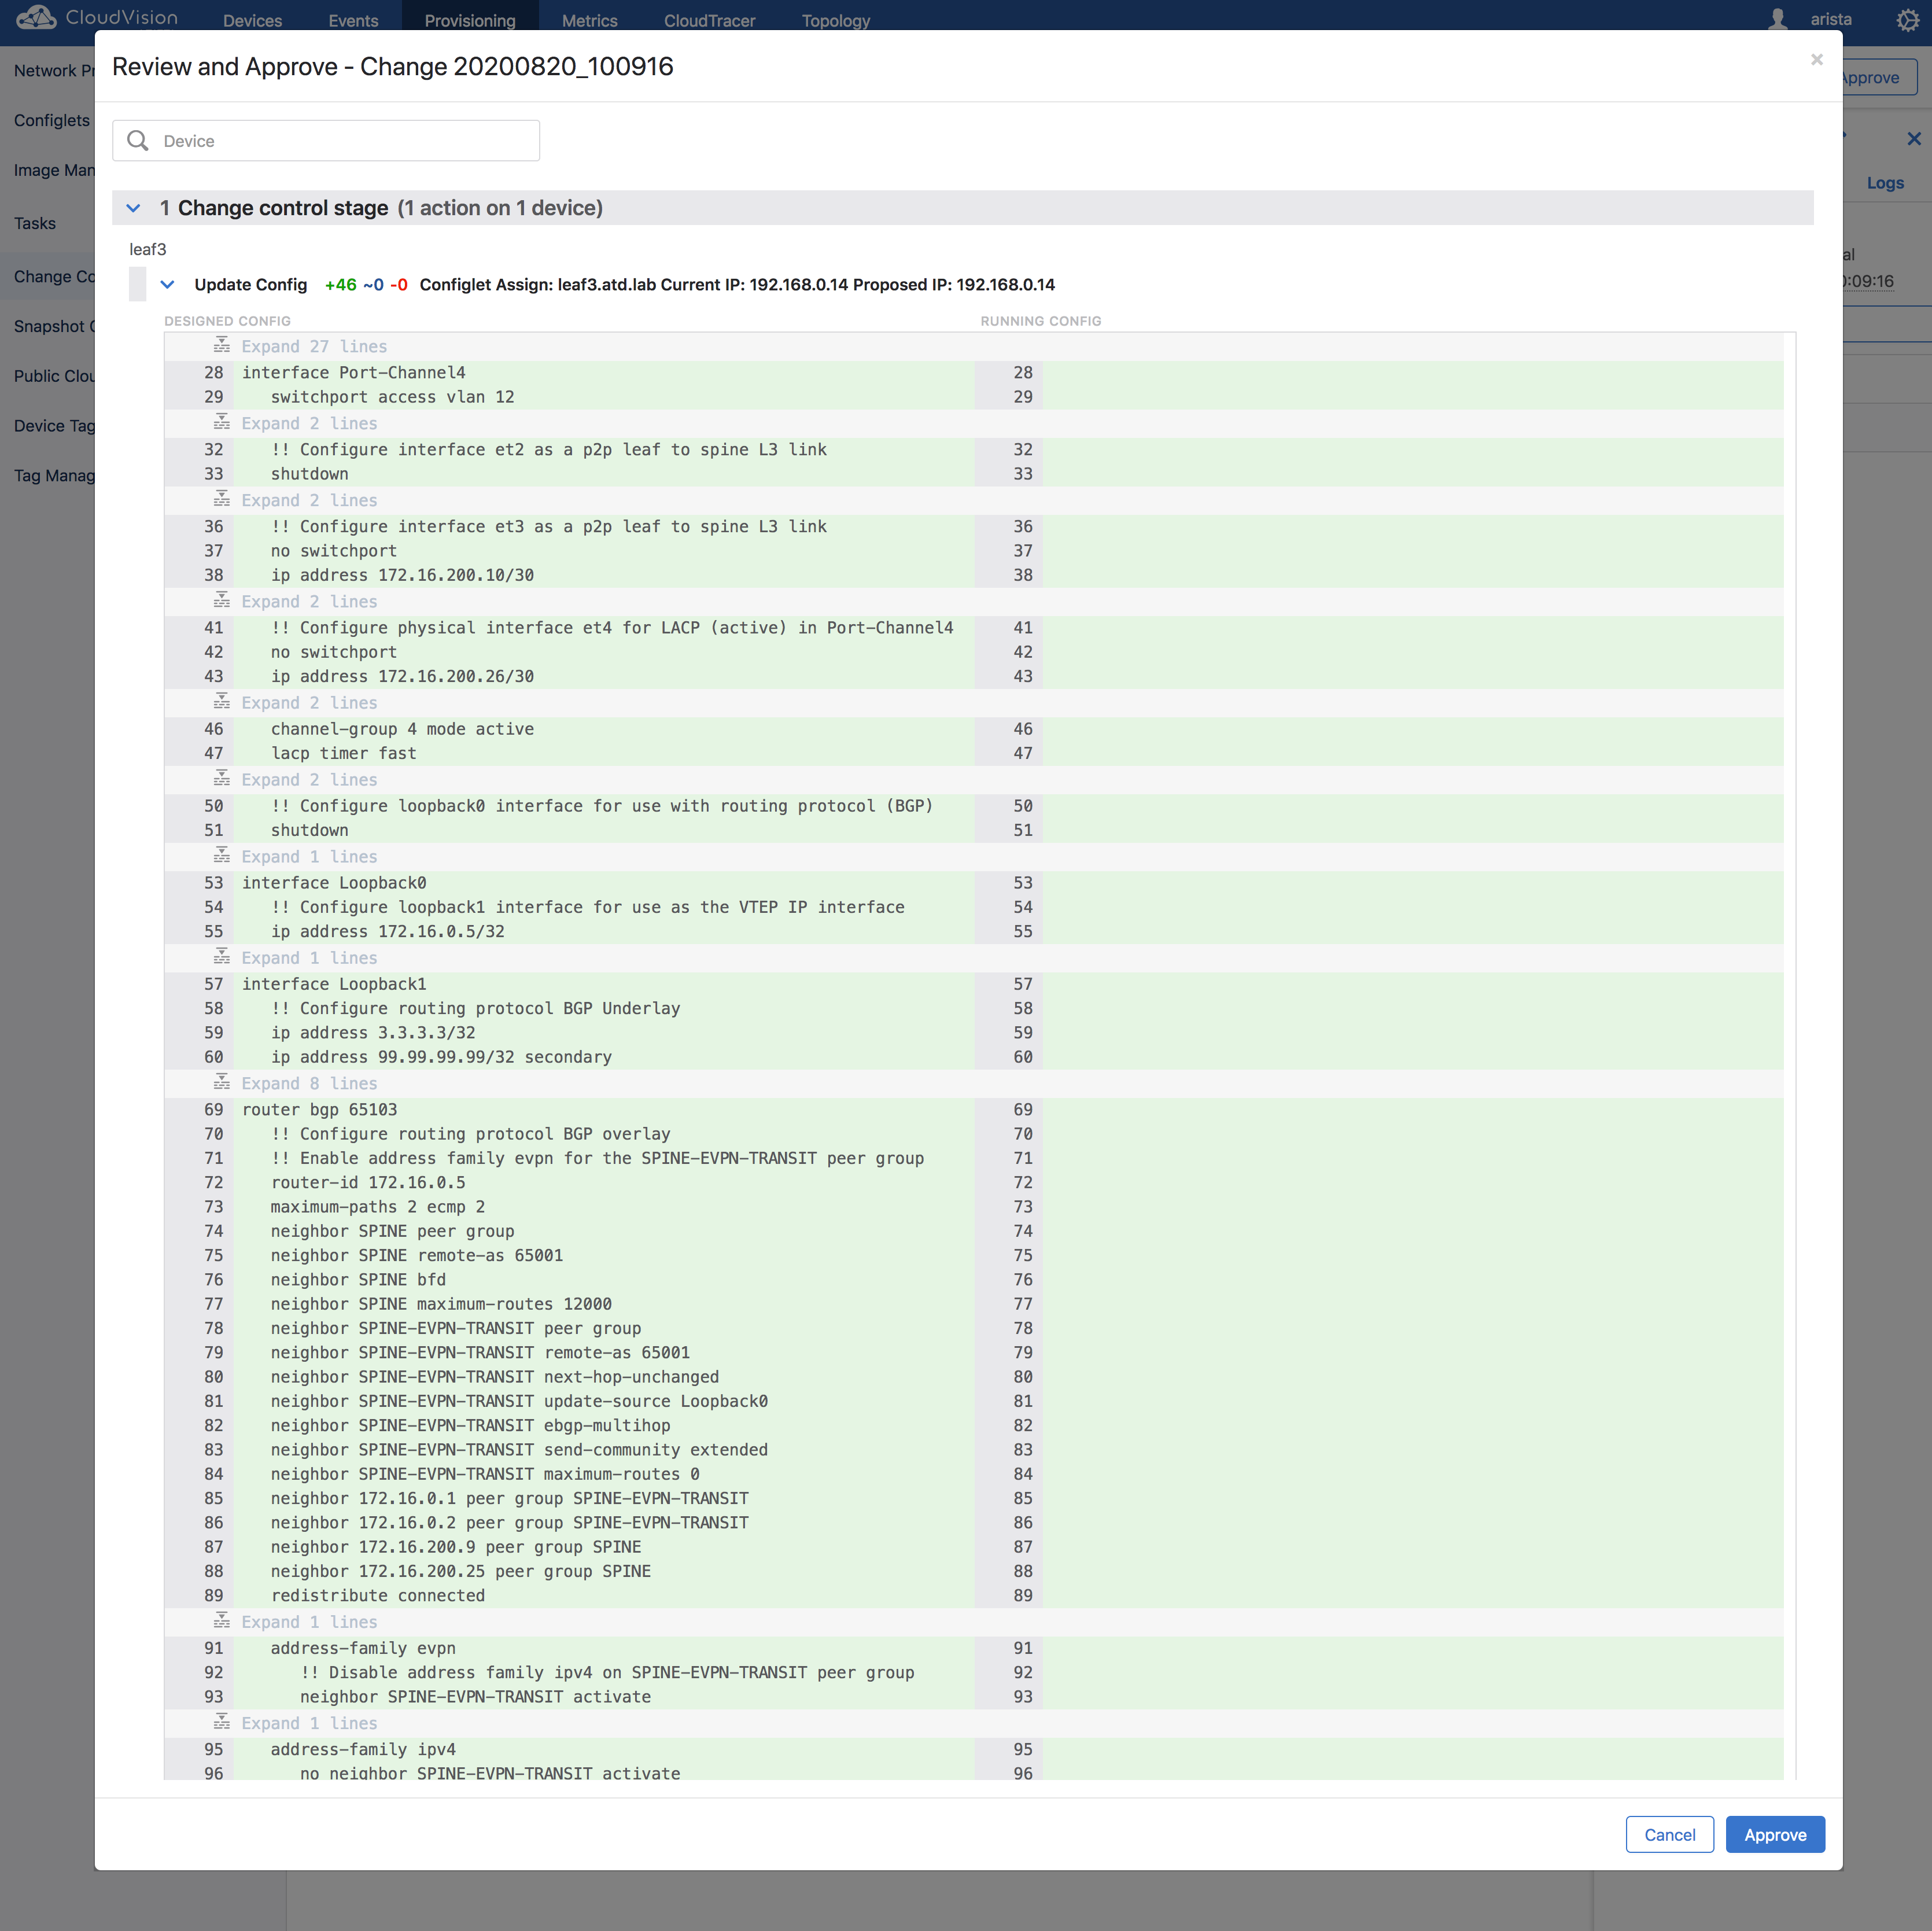 CloudVision
Devices Events Provisioning Metrics CloudTracer Topology arista
Network Pr
Configlets
Image Man
Tasks
Change Co
Snapshot C
Public Clou
Device Tag
Tag Manag
Approve
Logs
al
0:09:16
Review and Approve - Change 20200820_100916
×
Device
1 Change control stage (1 action on 1 device)
leaf3
Update Config +46 ~0 -0 Configlet Assign: leaf3.atd.lab Current IP: 192.168.0.14 Proposed IP: 192.168.0.14
DESIGNED CONFIG RUNNING CONFIG
Expand 27 lines
28 interface Port-Channel4 28
29 switchport access vlan 12 29
Expand 2 lines
32 !! Configure interface et2 as a p2p leaf to spine L3 link 32
33 shutdown 33
Expand 2 lines
36 !! Configure interface et3 as a p2p leaf to spine L3 link 36
37 no switchport 37
38 ip address 172.16.200.10/30 38
Expand 2 lines
41 !! Configure physical interface et4 for LACP (active) in Port-Channel4 41
42 no switchport 42
43 ip address 172.16.200.26/30 43
Expand 2 lines
46 channel-group 4 mode active 46
47 lacp timer fast 47
Expand 2 lines
50 !! Configure loopback0 interface for use with routing protocol (BGP) 50
51 shutdown 51
Expand 1 lines
53 interface Loopback0 53
54 !! Configure loopback1 interface for use as the VTEP IP interface 54
55 ip address 172.16.0.5/32 55
Expand 1 lines
57 interface Loopback1 57
58 !! Configure routing protocol BGP Underlay 58
59 ip address 3.3.3.3/32 59
60 ip address 99.99.99.99/32 secondary 60
Expand 8 lines
69 router bgp 65103 69
70 !! Configure routing protocol BGP overlay 70
71 !! Enable address family evpn for the SPINE-EVPN-TRANSIT peer group 71
72 router-id 172.16.0.5 72
73 maximum-paths 2 ecmp 2 73
74 neighbor SPINE peer group 74
75 neighbor SPINE remote-as 65001 75
76 neighbor SPINE bfd 76
77 neighbor SPINE maximum-routes 12000 77
78 neighbor SPINE-EVPN-TRANSIT peer group 78
79 neighbor SPINE-EVPN-TRANSIT remote-as 65001 79
80 neighbor SPINE-EVPN-TRANSIT next-hop-unchanged 80
81 neighbor SPINE-EVPN-TRANSIT update-source Loopback0 81
82 neighbor SPINE-EVPN-TRANSIT ebgp-multihop 82
83 neighbor SPINE-EVPN-TRANSIT send-community extended 83
84 neighbor SPINE-EVPN-TRANSIT maximum-routes 0 84
85 neighbor 172.16.0.1 peer group SPINE-EVPN-TRANSIT 85
86 neighbor 172.16.0.2 peer group SPINE-EVPN-TRANSIT 86
87 neighbor 172.16.200.9 peer group SPINE 87
88 neighbor 172.16.200.25 peer group SPINE 88
89 redistribute connected 89
Expand 1 lines
91 address-family evpn 91
92 !! Disable address family ipv4 on SPINE-EVPN-TRANSIT peer group 92
93 neighbor SPINE-EVPN-TRANSIT activate 93
Expand 1 lines
95 address-family ipv4 95
96 no neighbor SPINE-EVPN-TRANSIT activate 96
Cancel Approve